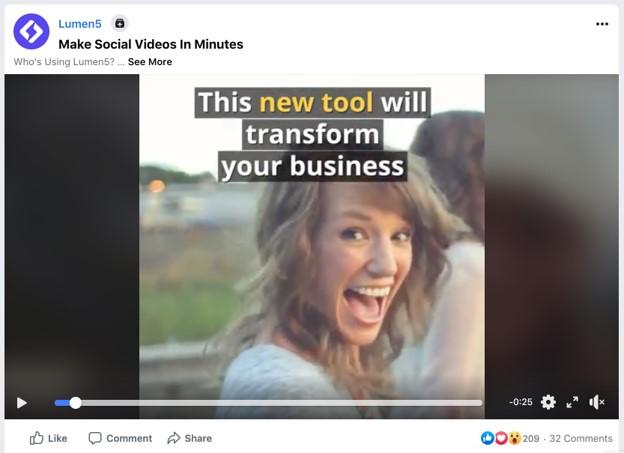 Lumen5
Make Social Videos In Minutes
Who's Using Lumen5? ... See More
This new tool will
transform
your business
-0:25
Like
Comment
Share
209 · 32 Comments